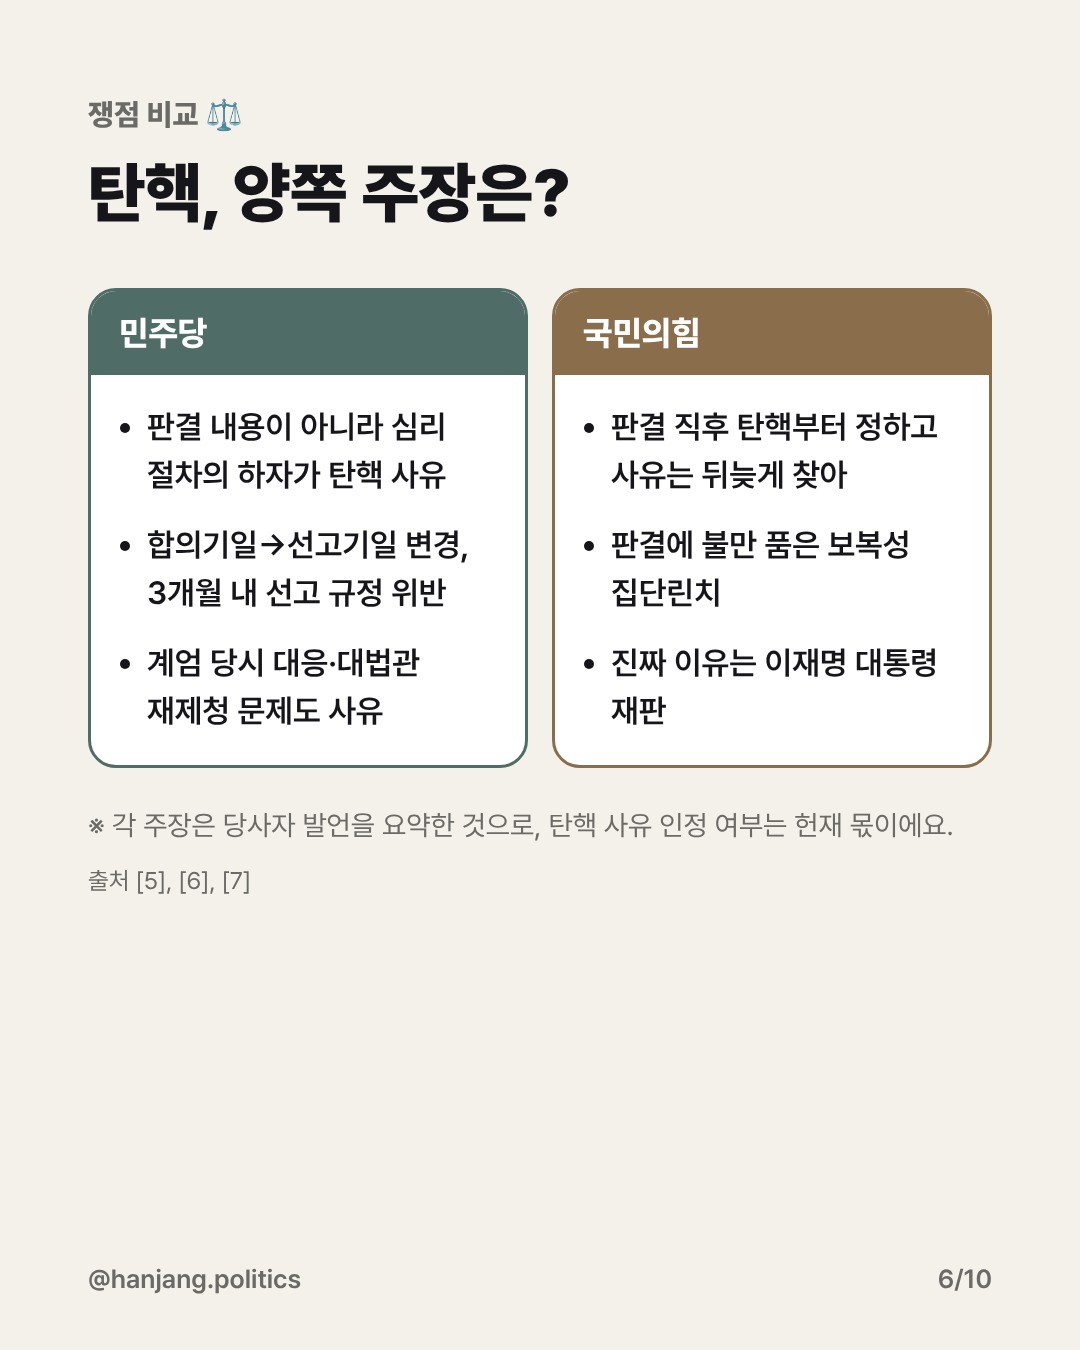 쟁점 비교 ⚖️
탄핵, 양쪽 주장은?
민주당
• 판결 내용이 아니라 심리
절차의 하자가 탄핵 사유
• 합의기일→선고기일 변경,
3개월 내 선고 규정 위반
• 계엄 당시 대응·대법관
재제청 문제도 사유
국민의힘
• 판결 직후 탄핵부터 정하고
사유는 뒤늦게 찾아
• 판결에 불만 품은 보복성
집단린치
• 진짜 이유는 이재명 대통령
재판
※ 각 주장은 당사자 발언을 요약한 것으로, 탄핵 사유 인정 여부는 헌재 몫이에요.
출처 [5], [6], [7]
@hanjang.politics
6/10